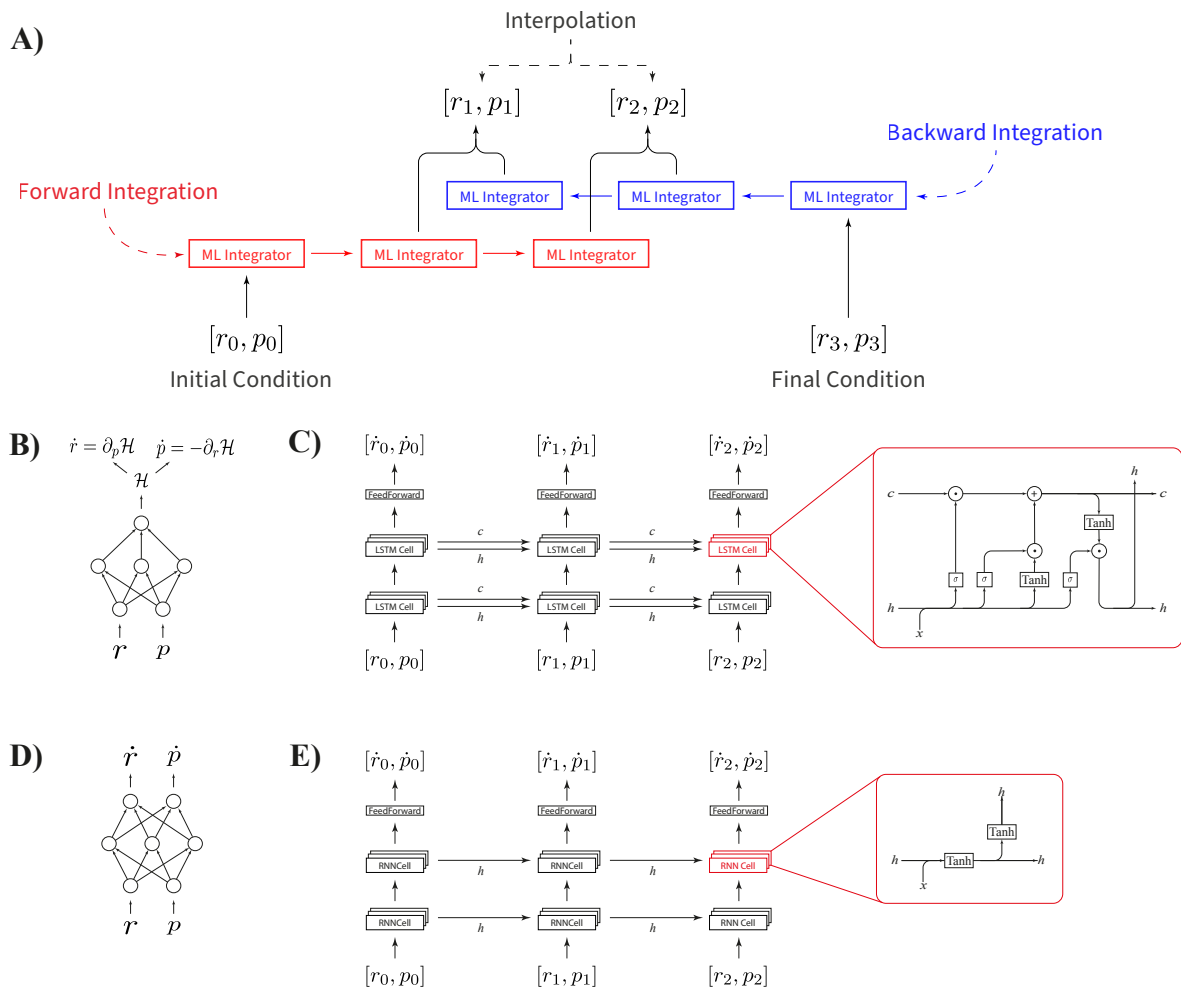 A)
Interpolation
[r₁, p₁] [r₂, p₂]
Backward Integration
Forward Integration
ML Integrator ML Integrator ML Integrator
ML Integrator ML Integrator ML Integrator
[r₀, p₀] [r₃, p₃]
Initial Condition Final Condition
B)
ṙ = ∂ₚℋ ṗ = −∂ᵣℋ
ℋ
r p
C)
[ṙ₀, ṗ₀] [ṙ₁, ṗ₁] [ṙ₂, ṗ₂]
FeedForward FeedForward FeedForward
c c
LSTM Cell LSTM Cell LSTM Cell
h h
c c
LSTM Cell LSTM Cell LSTM Cell
h h
[r₀, p₀] [r₁, p₁] [r₂, p₂]
h
c + c
Tanh
σ σ Tanh σ
h h
x
D)
ṙ ṗ
r p
E)
[ṙ₀, ṗ₀] [ṙ₁, ṗ₁] [ṙ₂, ṗ₂]
FeedForward FeedForward FeedForward
RNNCell RNNCell RNN Cell
h h
RNNCell RNNCell RNN Cell
h h
[r₀, p₀] [r₁, p₁] [r₂, p₂]
h
Tanh
h Tanh h
x